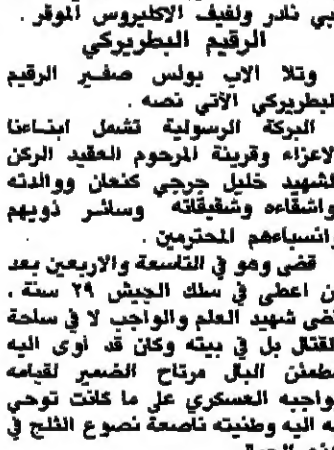 بي نادر ولفيف الاكليروس الموقر .
الرقيم البطريركي
وتلا الاب بولس صفير الرقيم
البطريركي الآتي نصه .
البركة الرسولية تشمل ابناءنا
الاعزاء وقرينة المرحوم العقيد الركن
الشهيد خليل جرجي كنعان ووالدته
واشقاءه وشقيقاته وسائر ذويهم
وانسباءهم المحترمين .
قضى وهو في التاسعة والاربعين بعد
ان اعطى في سلك الجيش ٢٩ سنة .
قضى شهيد العلم والواجب لا في ساحة
القتال بل في بيته وكان قد أوى اليه
مطمئن البال مرتاح الضمير لقيامه
بواجبه العسكري على ما كانت توحي
به اليه وطنيته ناصعة نصوع الثلج في